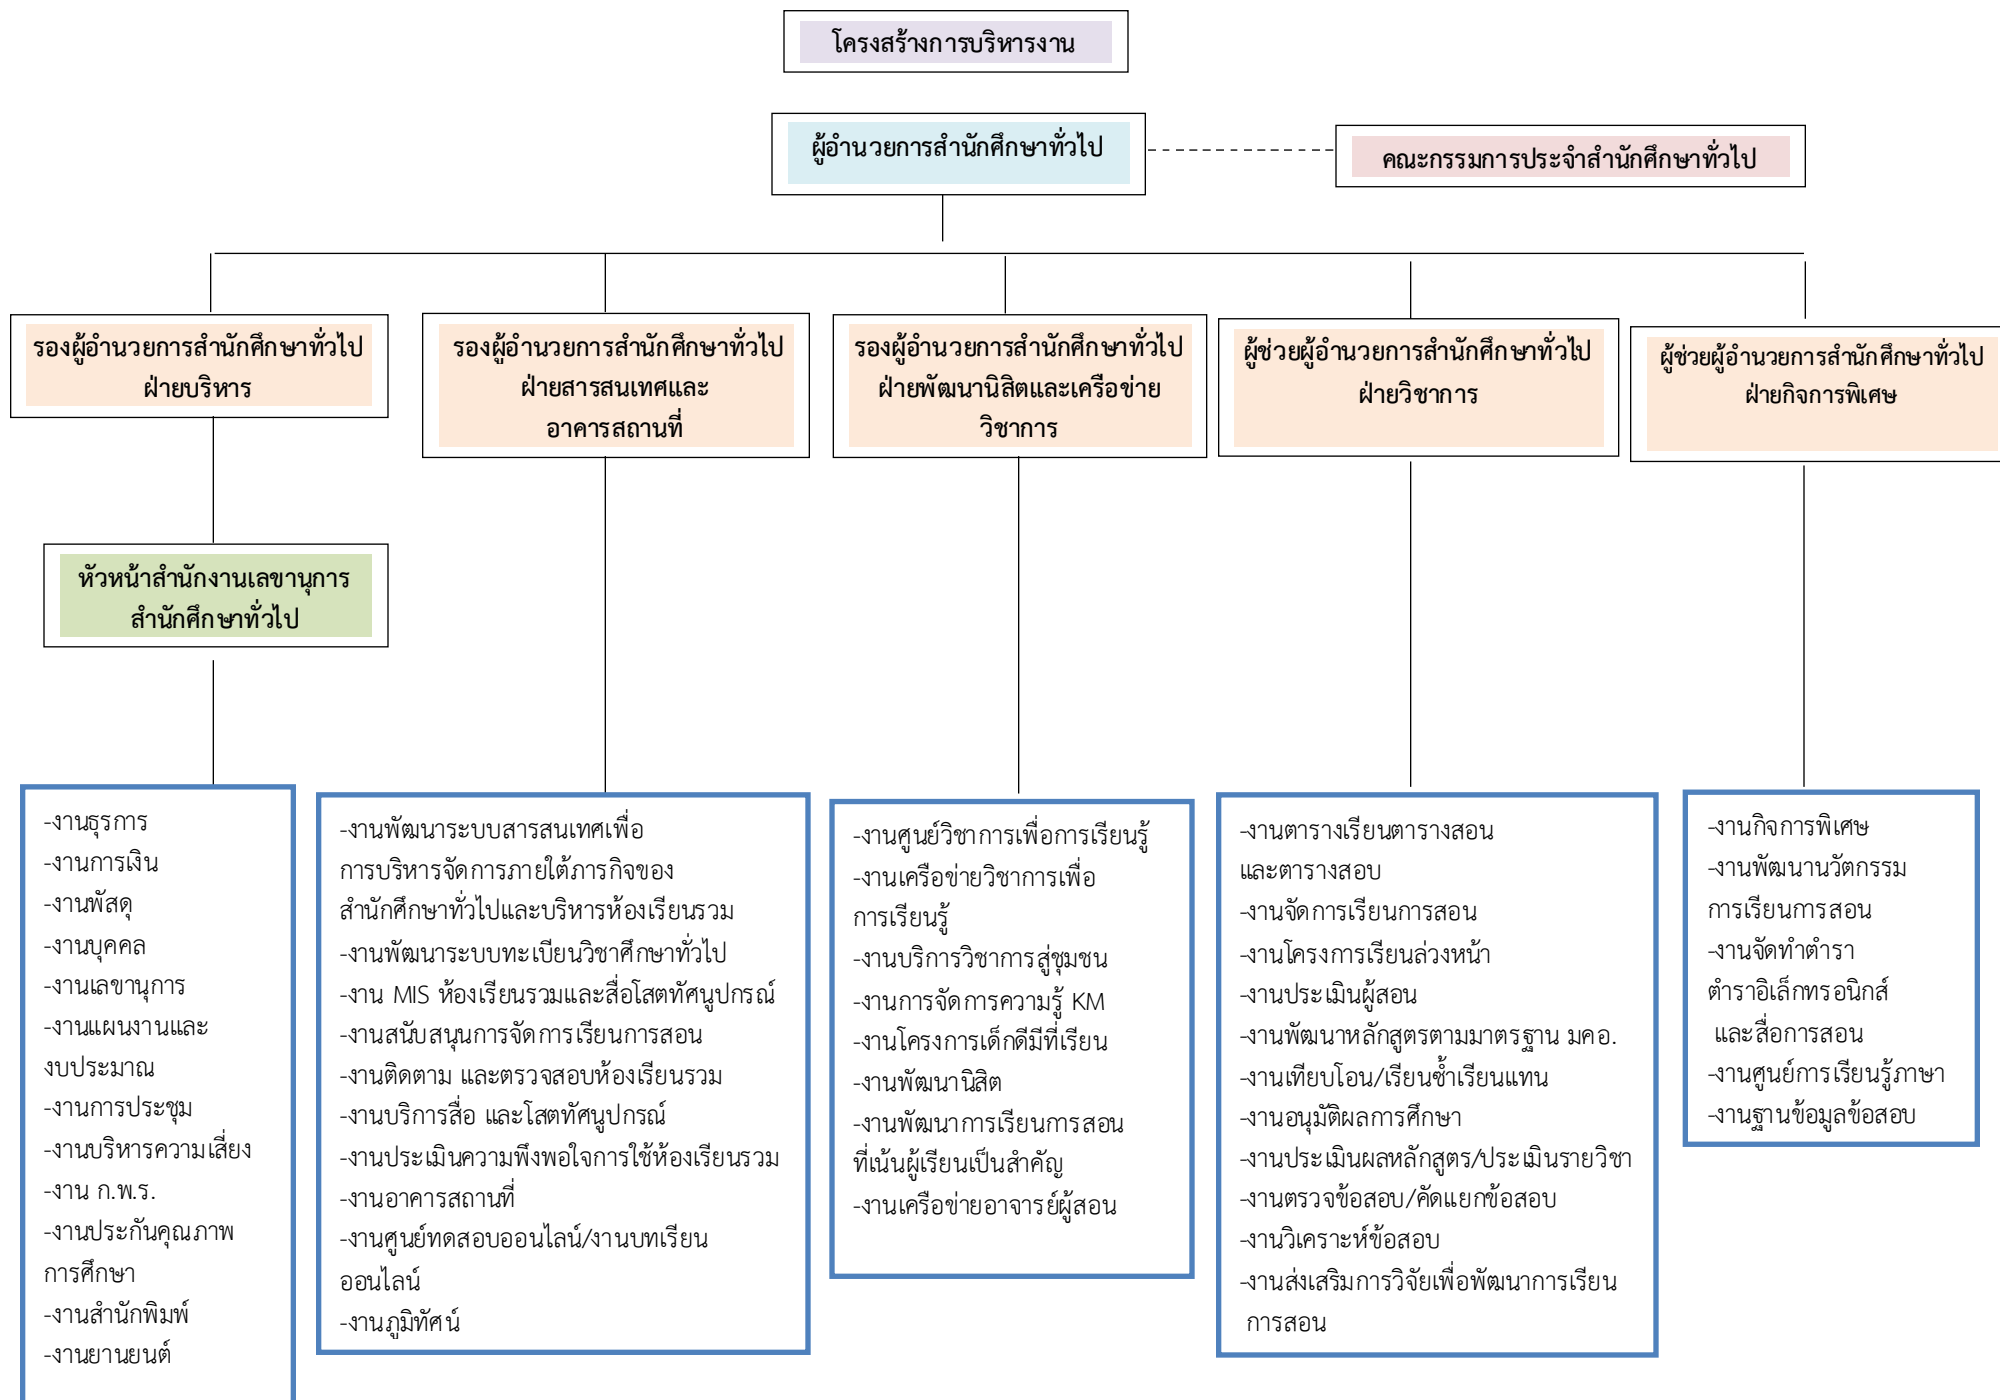 โครงสร้างการบริหารงาน
ผู้อำนวยการสำนักศึกษาทั่วไป
คณะกรรมการประจำสำนักศึกษาทั่วไป
รองผู้อำนวยการสำนักศึกษาทั่วไป
ฝ่ายบริหาร
รองผู้อำนวยการสำนักศึกษาทั่วไป
ฝ่ายสารสนเทศและ
อาคารสถานที่
รองผู้อำนวยการสำนักศึกษาทั่วไป
ฝ่ายพัฒนานิสิตและเครือข่าย
วิชาการ
ผู้ช่วยผู้อำนวยการสำนักศึกษาทั่วไป
ฝ่ายวิชาการ
ผู้ช่วยผู้อำนวยการสำนักศึกษาทั่วไป
ฝ่ายกิจการพิเศษ
หัวหน้าสำนักงานเลขานุการ
สำนักศึกษาทั่วไป
-งานธุรการ
-งานการเงิน
-งานพัสดุ
-งานบุคคล
-งานเลขานุการ
-งานแผนงานและ
งบประมาณ
-งานการประชุม
-งานบริหารความเสี่ยง
-งาน ก.พ.ร.
-งานประกันคุณภาพ
การศึกษา
-งานสำนักพิมพ์
-งานยานยนต์
-งานพัฒนาระบบสารสนเทศเพื่อ
การบริหารจัดการภายใต้ภารกิจของ
สำนักศึกษาทั่วไปและบริหารห้องเรียนรวม
-งานพัฒนาระบบทะเบียนวิชาศึกษาทั่วไป
-งาน MIS ห้องเรียนรวมและสื่อโสตทัศนูปกรณ์
-งานสนับสนุนการจัดการเรียนการสอน
-งานติดตาม และตรวจสอบห้องเรียนรวม
-งานบริการสื่อ และโสตทัศนูปกรณ์
-งานประเมินความพึงพอใจการใช้ห้องเรียนรวม
-งานอาคารสถานที่
-งานศูนย์ทดสอบออนไลน์/งานบทเรียน
ออนไลน์
-งานภูมิทัศน์
-งานศูนย์วิชาการเพื่อการเรียนรู้
-งานเครือข่ายวิชาการเพื่อ
การเรียนรู้
-งานบริการวิชาการสู่ชุมชน
-งานการจัดการความรู้ KM
-งานโครงการเด็กดีมีที่เรียน
-งานพัฒนานิสิต
-งานพัฒนาการเรียนการสอน
ที่เน้นผู้เรียนเป็นสำคัญ
-งานเครือข่ายอาจารย์ผู้สอน
-งานตารางเรียนตารางสอน
และตารางสอบ
-งานจัดการเรียนการสอน
-งานโครงการเรียนล่วงหน้า
-งานประเมินผู้สอน
-งานพัฒนาหลักสูตรตามมาตรฐาน มคอ.
-งานเทียบโอน/เรียนซ้ำเรียนแทน
-งานอนุมัติผลการศึกษา
-งานประเมินผลหลักสูตร/ประเมินรายวิชา
-งานตรวจข้อสอบ/คัดแยกข้อสอบ
-งานวิเคราะห์ข้อสอบ
-งานส่งเสริมการวิจัยเพื่อพัฒนาการเรียน
การสอน
-งานกิจการพิเศษ
-งานพัฒนานวัตกรรม
การเรียนการสอน
-งานจัดทำตำรา
ตำราอิเล็กทรอนิกส์
และสื่อการสอน
-งานศูนย์การเรียนรู้ภาษา
-งานฐานข้อมูลข้อสอบ